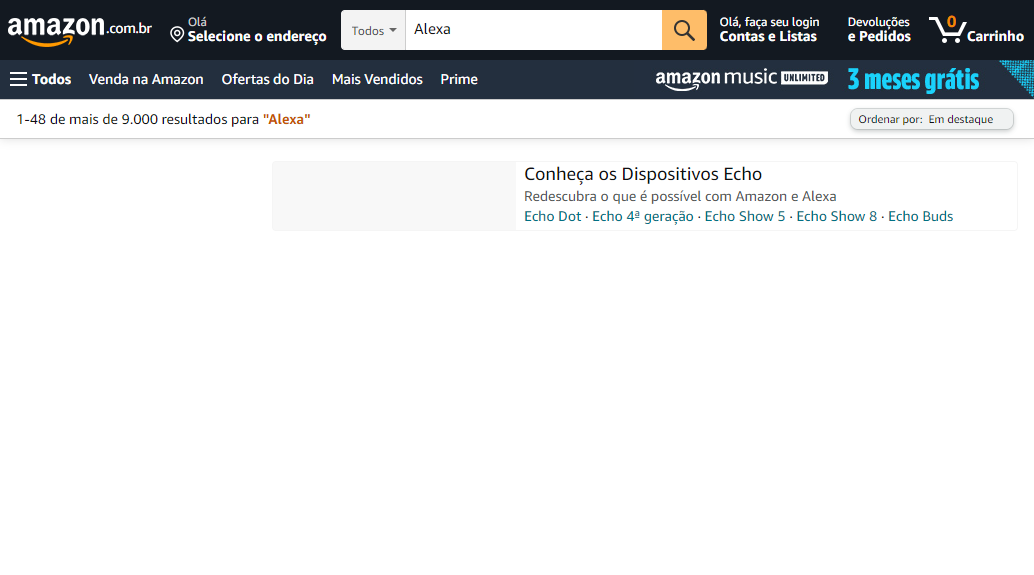 amazon.com.br
Olá
Selecione o endereço
Todos
Alexa
Olá, faça seu login
Contas e Listas
Devoluções
e Pedidos
0
Carrinho
Todos
Venda na Amazon
Ofertas do Dia
Mais Vendidos
Prime
amazon music UNLIMITED
3 meses grátis
1-48 de mais de 9.000 resultados para "Alexa"
Ordenar por: Em destaque
Conheça os Dispositivos Echo
Redescubra o que é possível com Amazon e Alexa
Echo Dot · Echo 4ª geração · Echo Show 5 · Echo Show 8 · Echo Buds